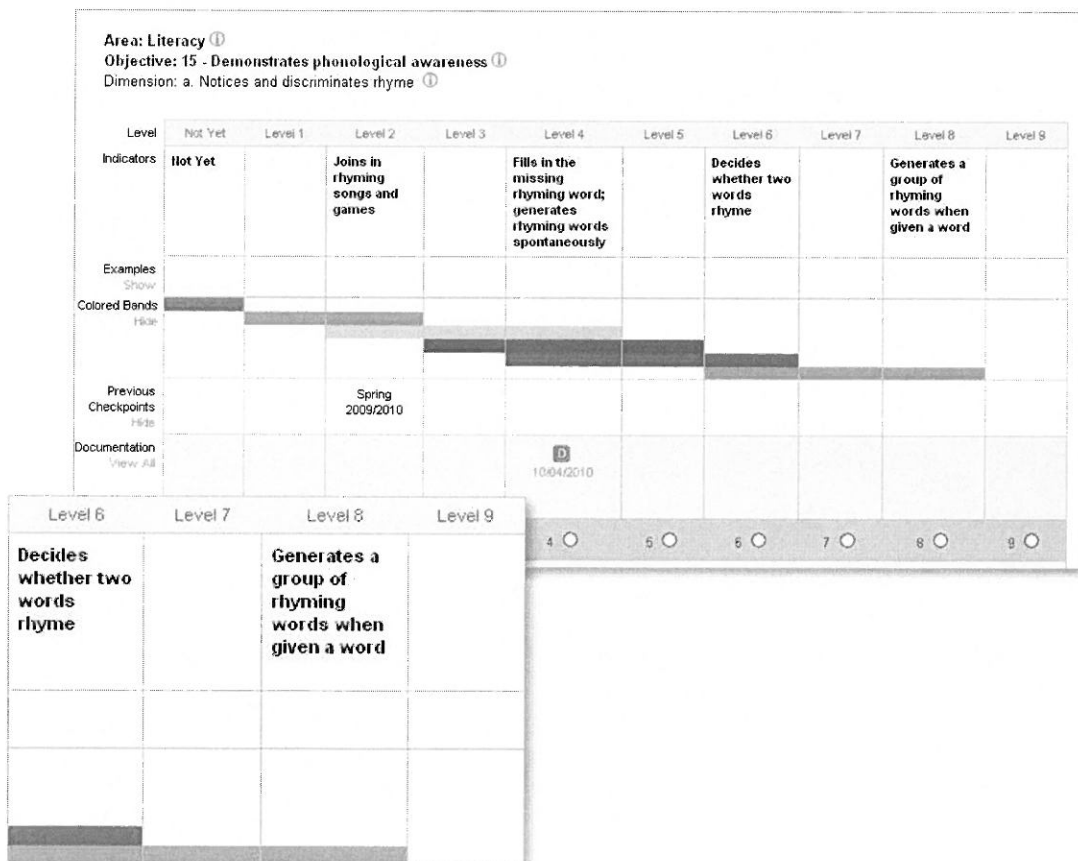 Area: Literacy ⓘ
Objective: 15 - Demonstrates phonological awareness ⓘ
Dimension: a. Notices and discriminates rhyme ⓘ
Level Not Yet Level 1 Level 2 Level 3 Level 4 Level 5 Level 6 Level 7 Level 8 Level 9
Indicators
Not Yet
Joins in
rhyming
songs and
games
Fills in the
missing
rhyming word;
generates
rhyming words
spontaneously
Decides
whether two
words
rhyme
Generates a
group of
rhyming
words when
given a word
Examples
Show
Colored Bands
Hide
Previous
Checkpoints
Hide
Spring
2009/2010
Documentation
View All
D
10/04/2010
4 5 6 7 8 9
Level 6 Level 7 Level 8 Level 9
Decides
whether two
words
rhyme
Generates a
group of
rhyming
words when
given a word